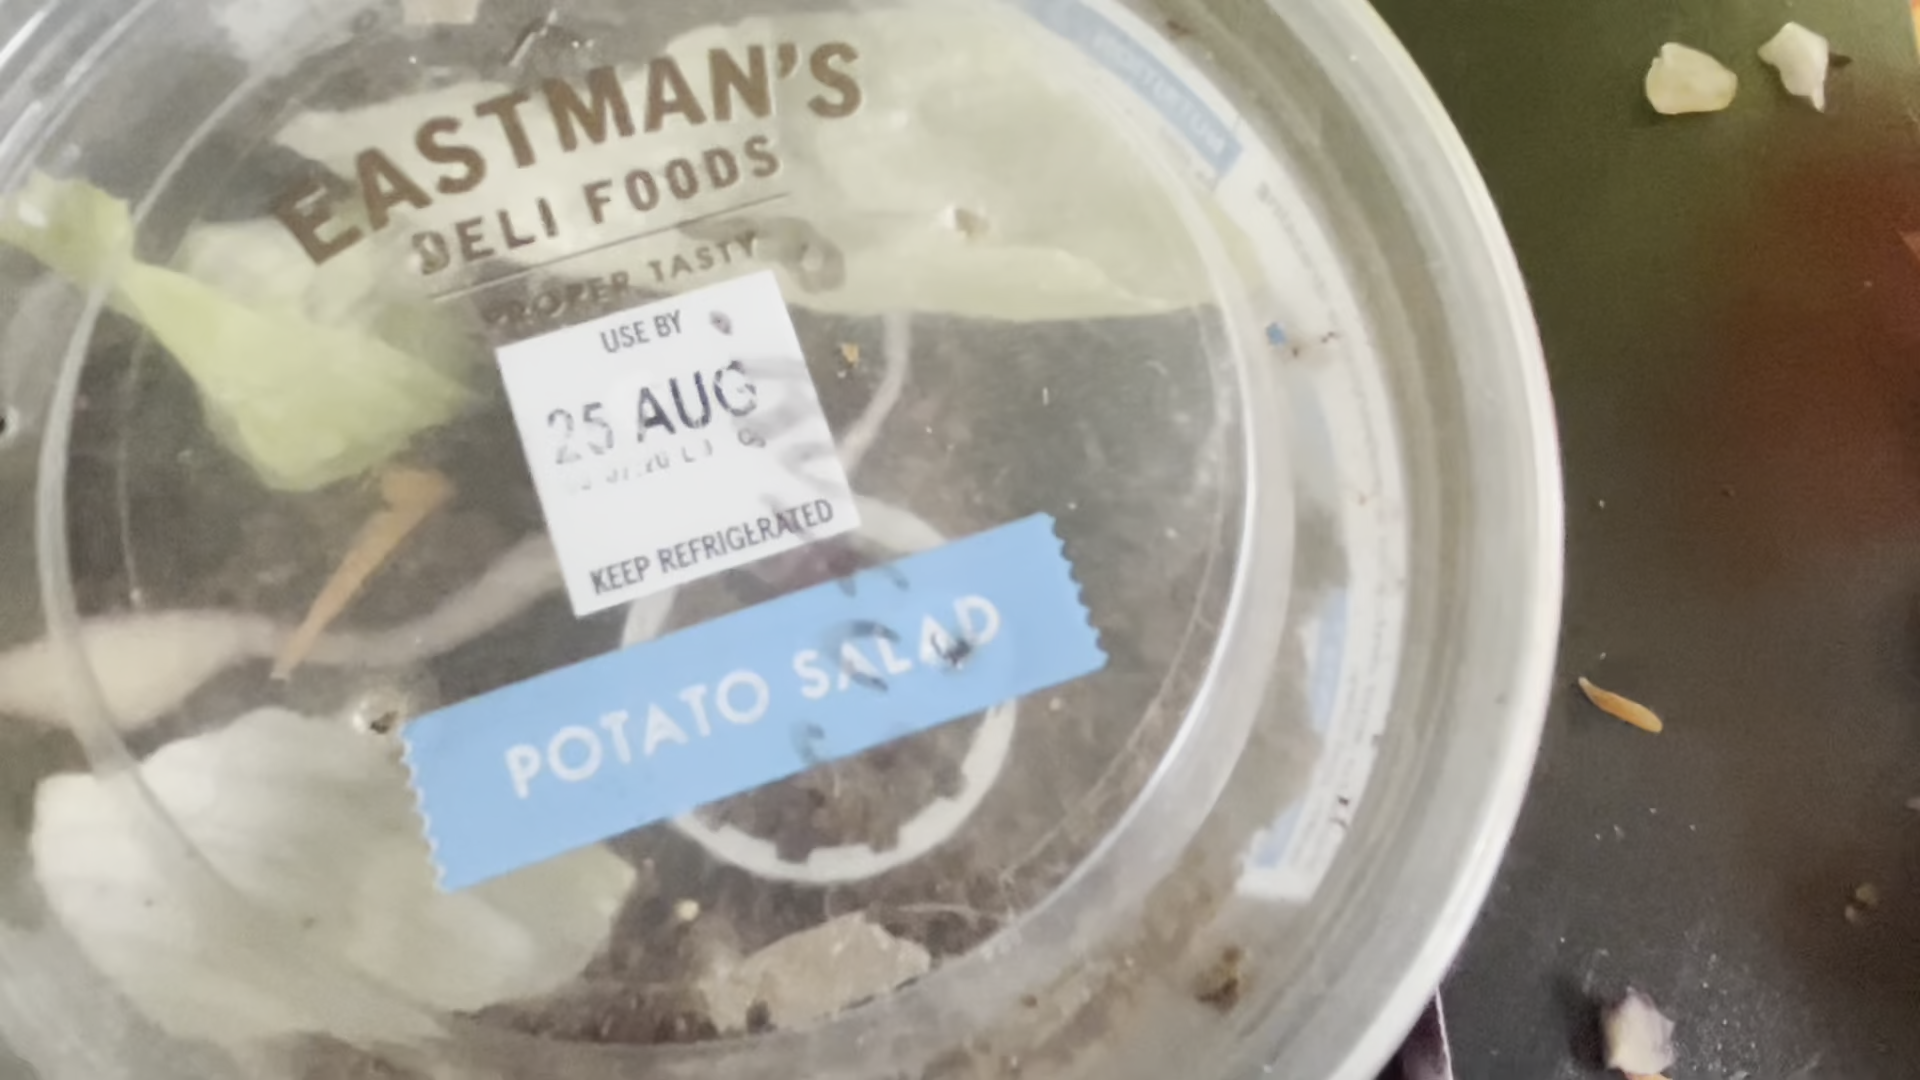 EASTMAN'S
DELI FOODS
PROPER TASTY
USE BY
25 AUG
KEEP REFRIGERATED
POTATO SALAD